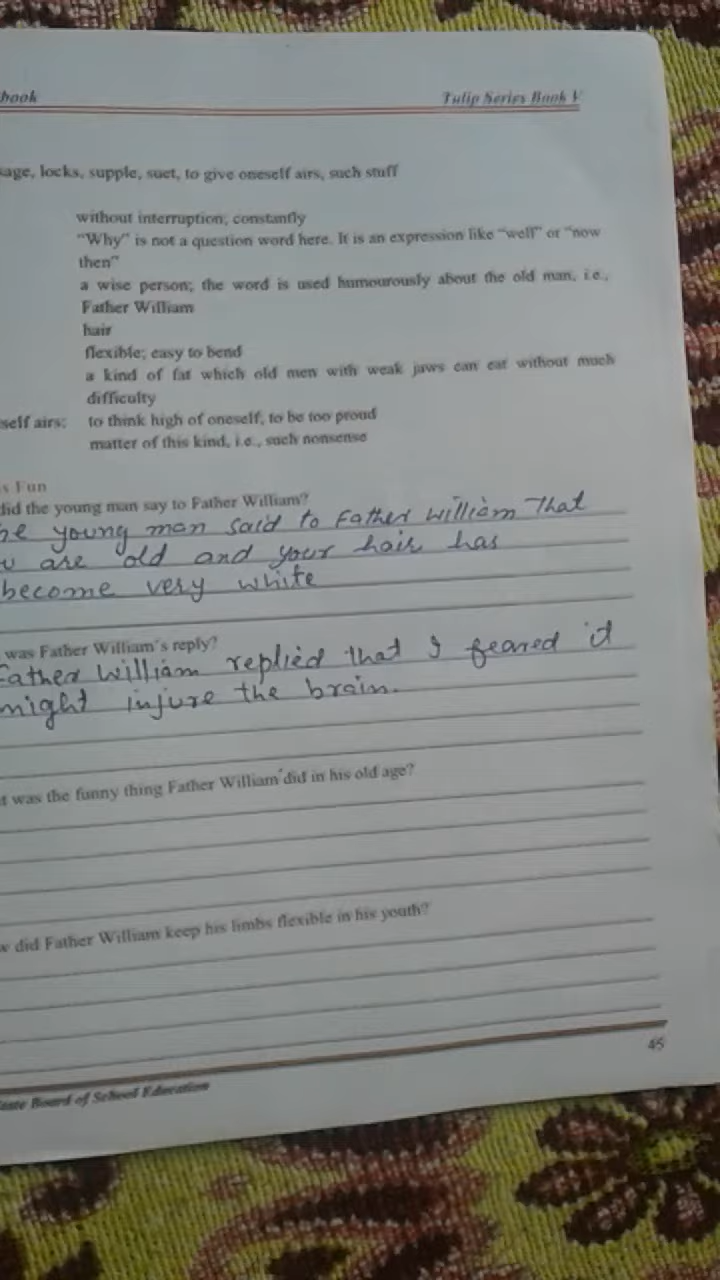 book Tulip Series Book V
sage, locks, supple, suet, to give oneself airs, such stuff
without interruption; constantly
"Why" is not a question word here. It is an expression like "well" or "now
then"
a wise person; the word is used humourously about the old man, i.e.,
Father William
hair
flexible; easy to bend
a kind of fat which old men with weak jaws can eat without much
difficulty
self airs: to think high of oneself, to be too proud
matter of this kind, i.e., such nonsense
s Fun
did the young man say to Father William?
he young man said to Father William that
u are old and your hair has
become very white
was Father William's reply?
Father William replied that I feared it
might injure the brain.
t was the funny thing Father William did in his old age?
w did Father William keep his limbs flexible in his youth?
45
tate Board of School Education